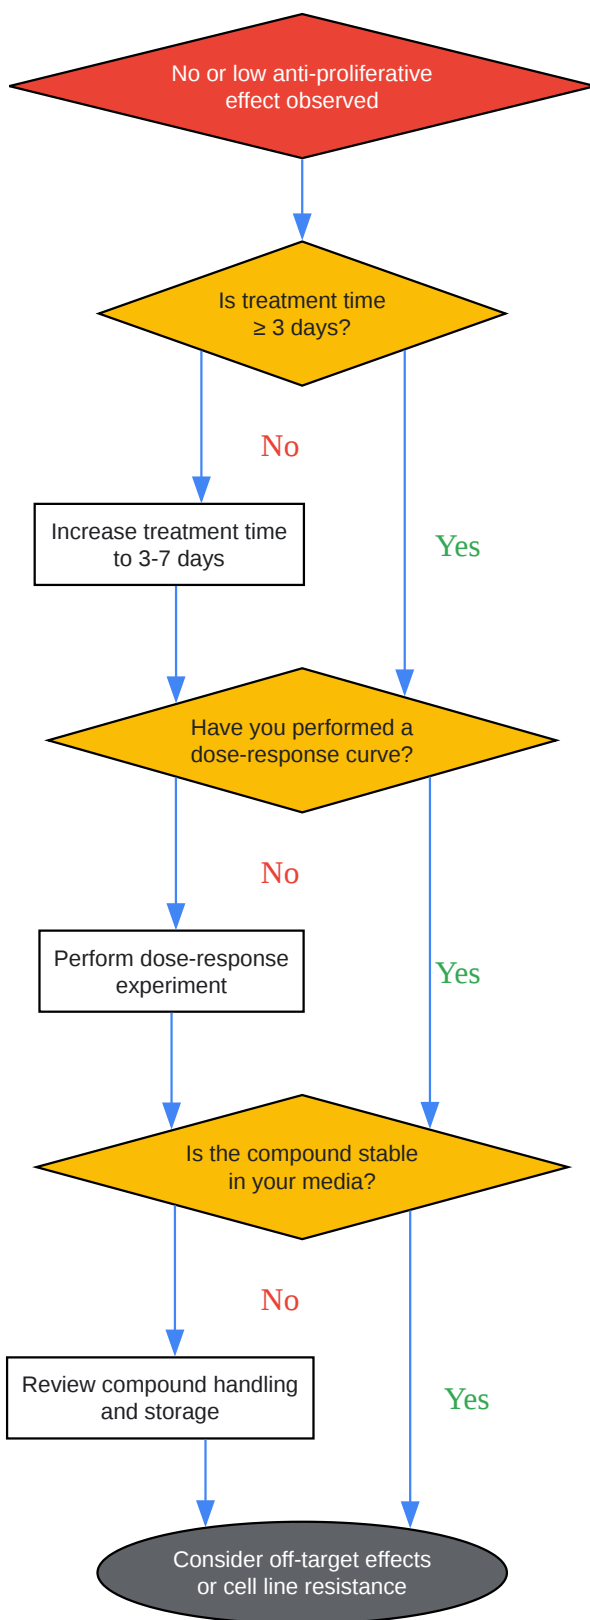 No or low anti-proliferative
effect observed
Is treatment time
≥ 3 days?
No
Increase treatment time
to 3-7 days
Yes
Have you performed a
dose-response curve?
No
Perform dose-response
experiment
Yes
Is the compound stable
in your media?
No
Review compound handling
and storage
Yes
Consider off-target effects
or cell line resistance